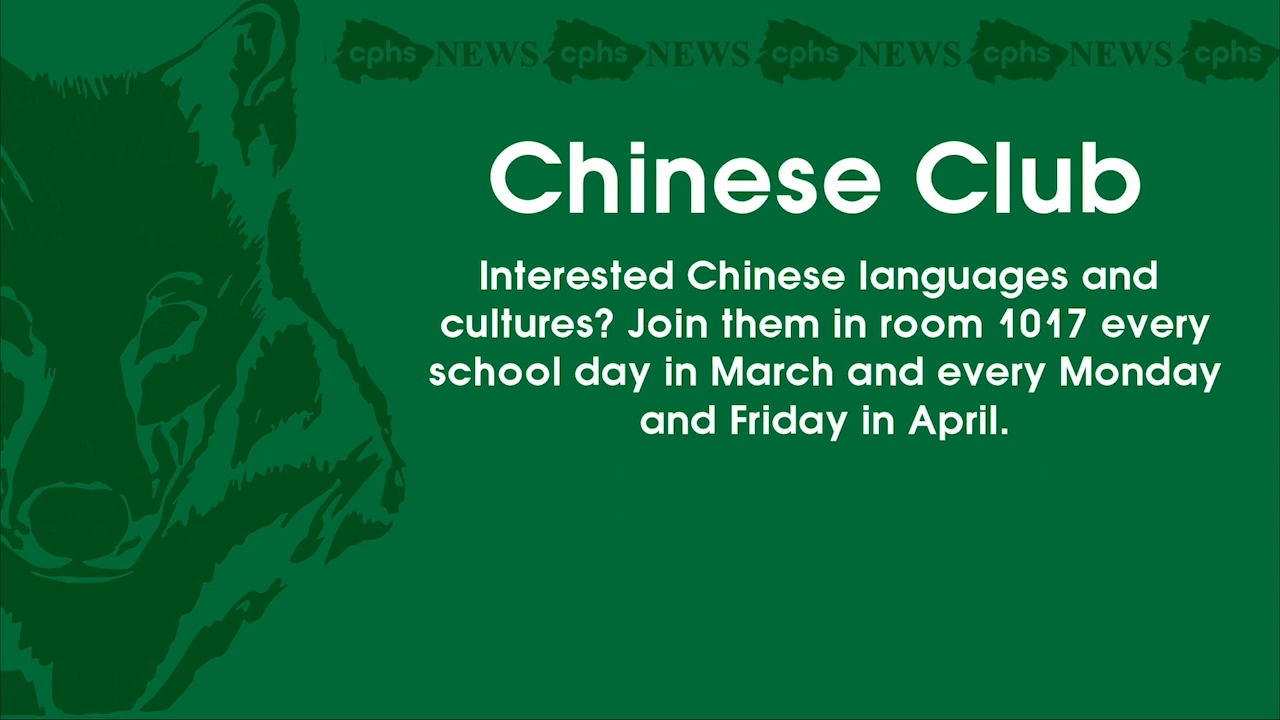 cphs NEWS cphs NEWS cphs NEWS cphs NEWS cphs
Chinese Club
Interested Chinese languages and
cultures? Join them in room 1017 every
school day in March and every Monday
and Friday in April.